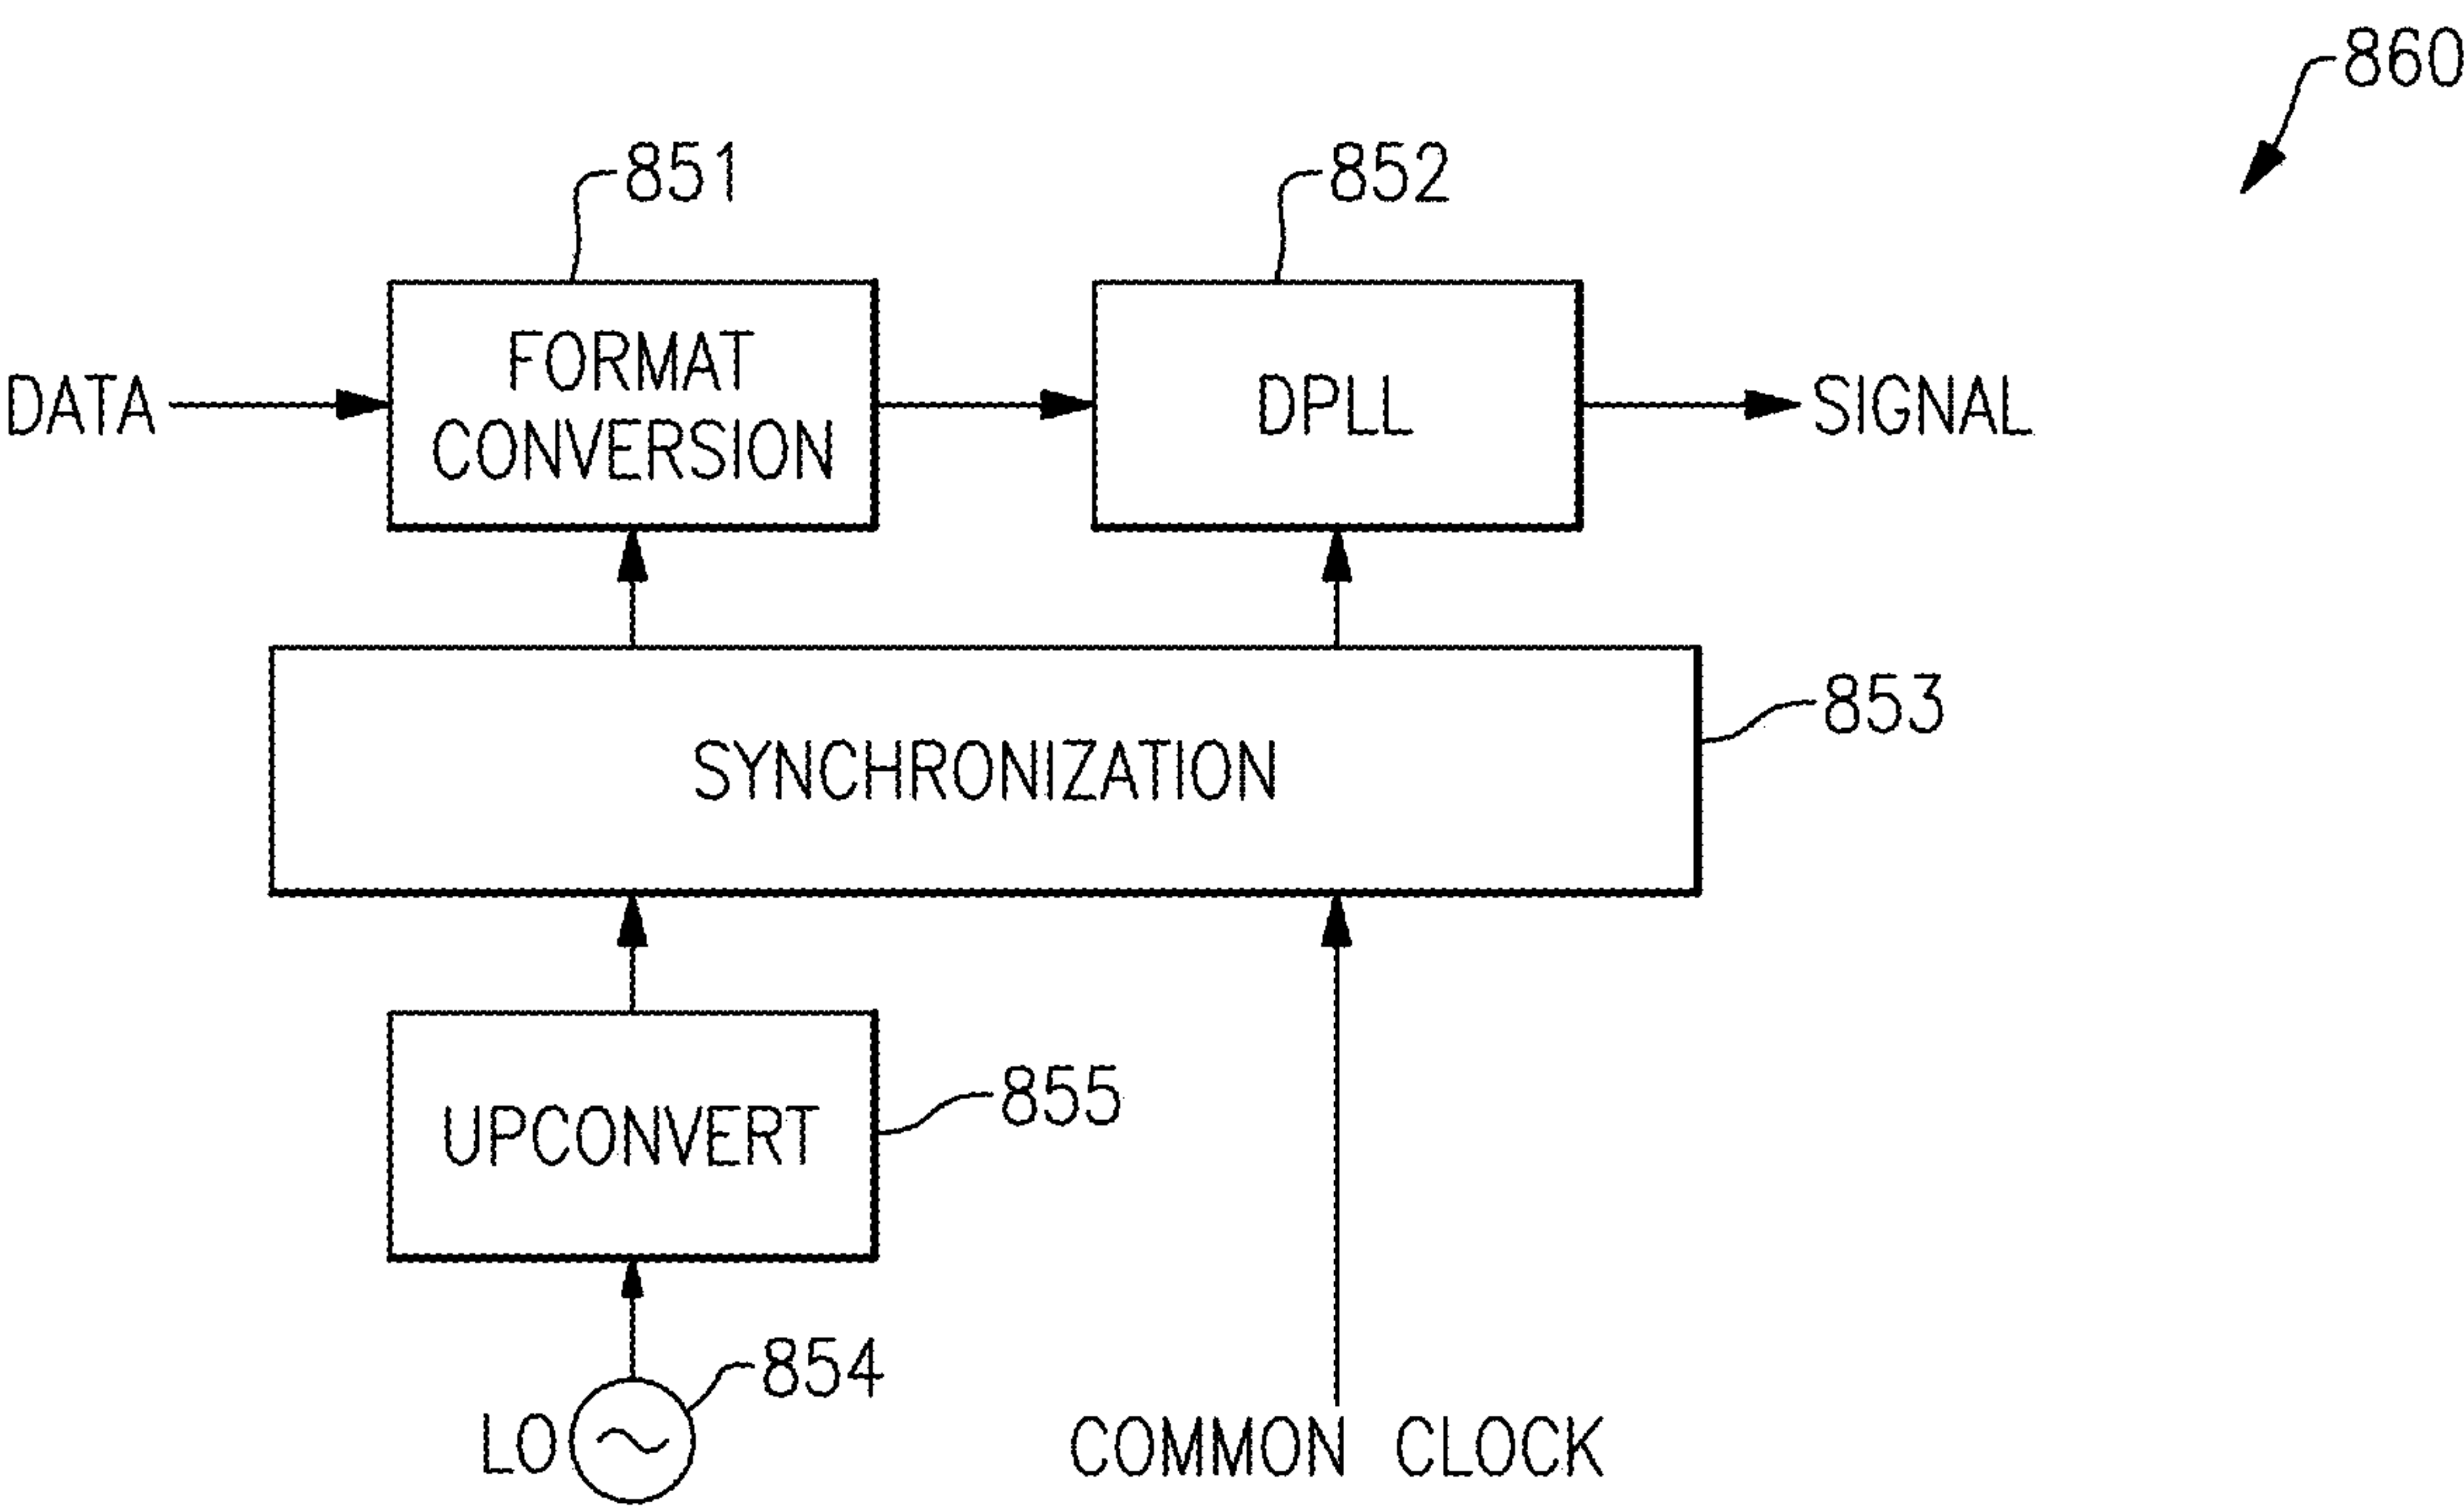 860
851
852
DATA
FORMAT
CONVERSION
DPLL
SIGNAL
853
SYNCHRONIZATION
855
UPCONVERT
854
LO
COMMON CLOCK